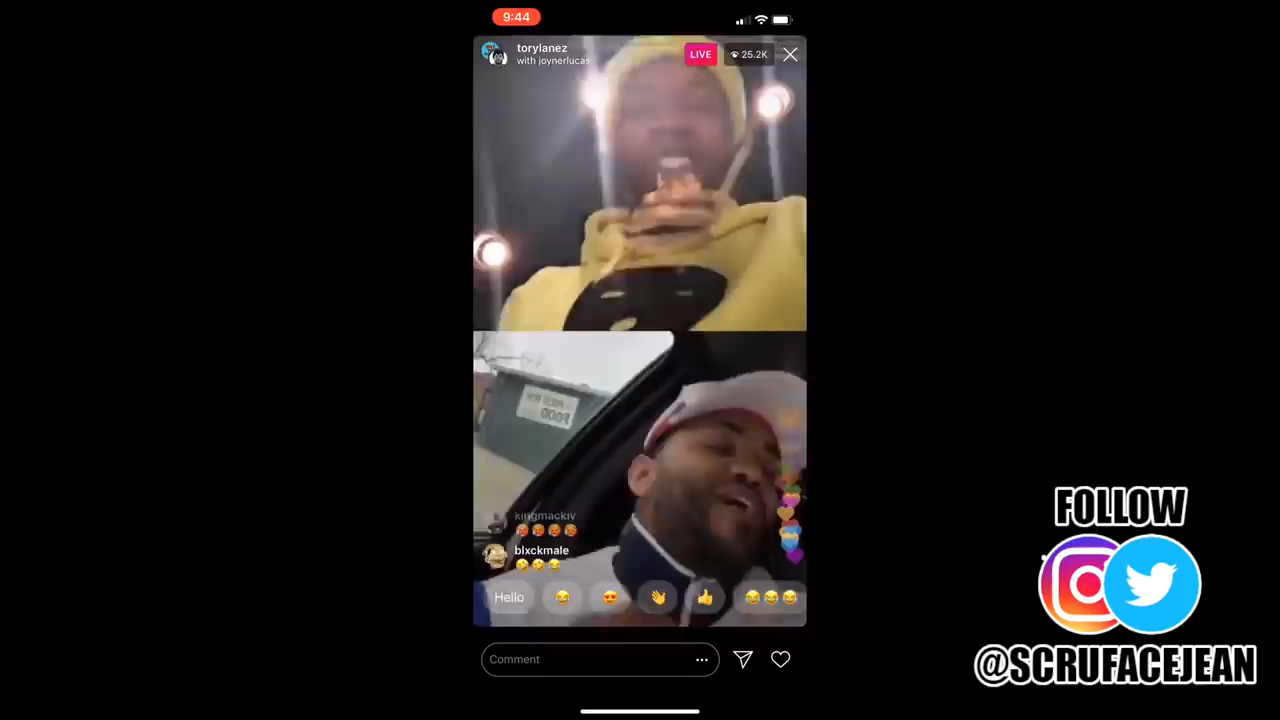 9:44
torylanez
with joynerlucas
LIVE
25.2K
kingmackiv
blxckmale
Hello
Comment
FOLLOW
@SCRUFACEJEAN